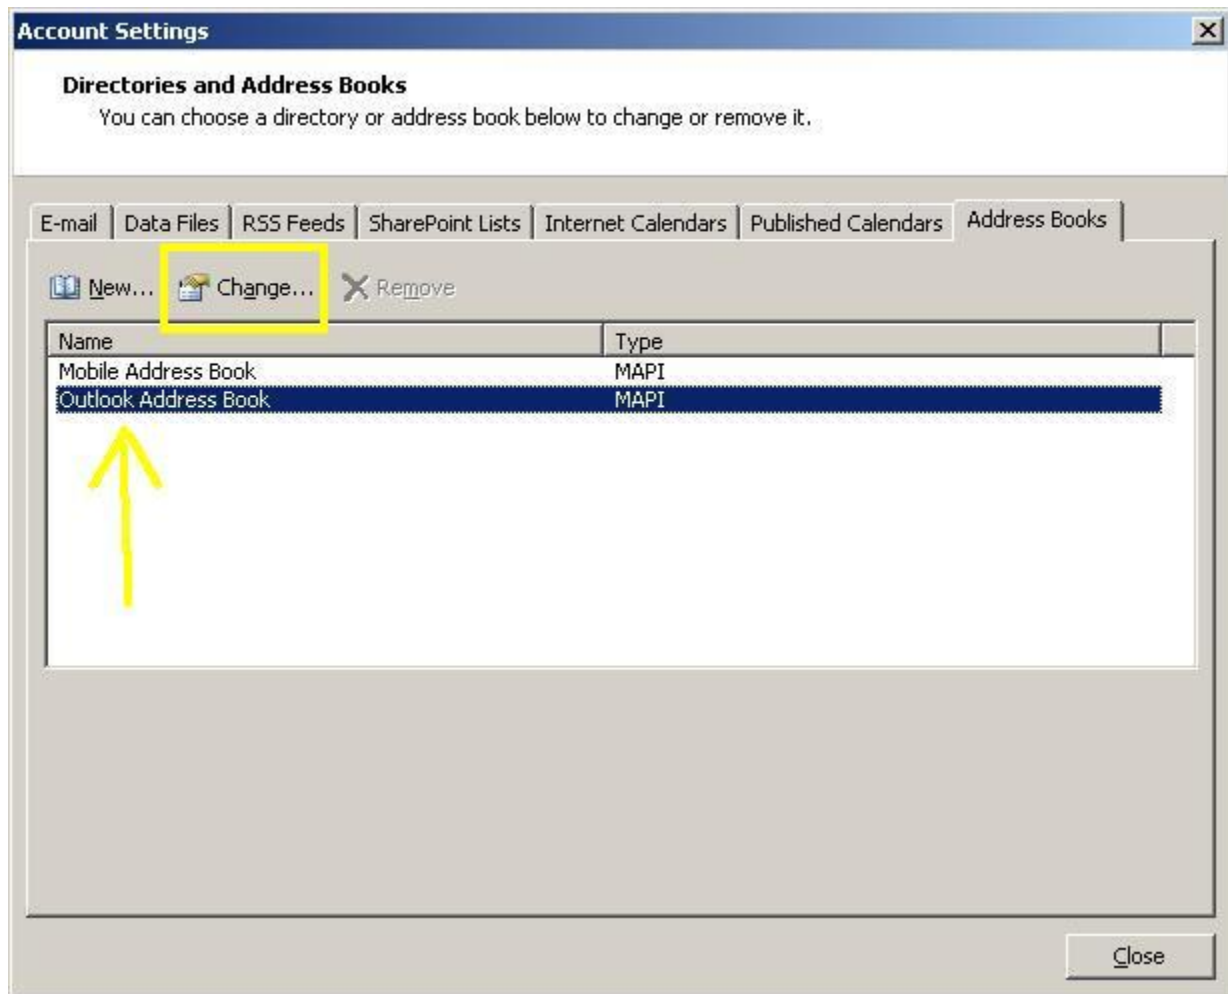 Account Settings
Directories and Address Books
You can choose a directory or address book below to change or remove it.
E-mail Data Files RSS Feeds SharePoint Lists Internet Calendars Published Calendars Address Books
New... Change... Remove
Name Type
Mobile Address Book MAPI
Outlook Address Book MAPI
Close